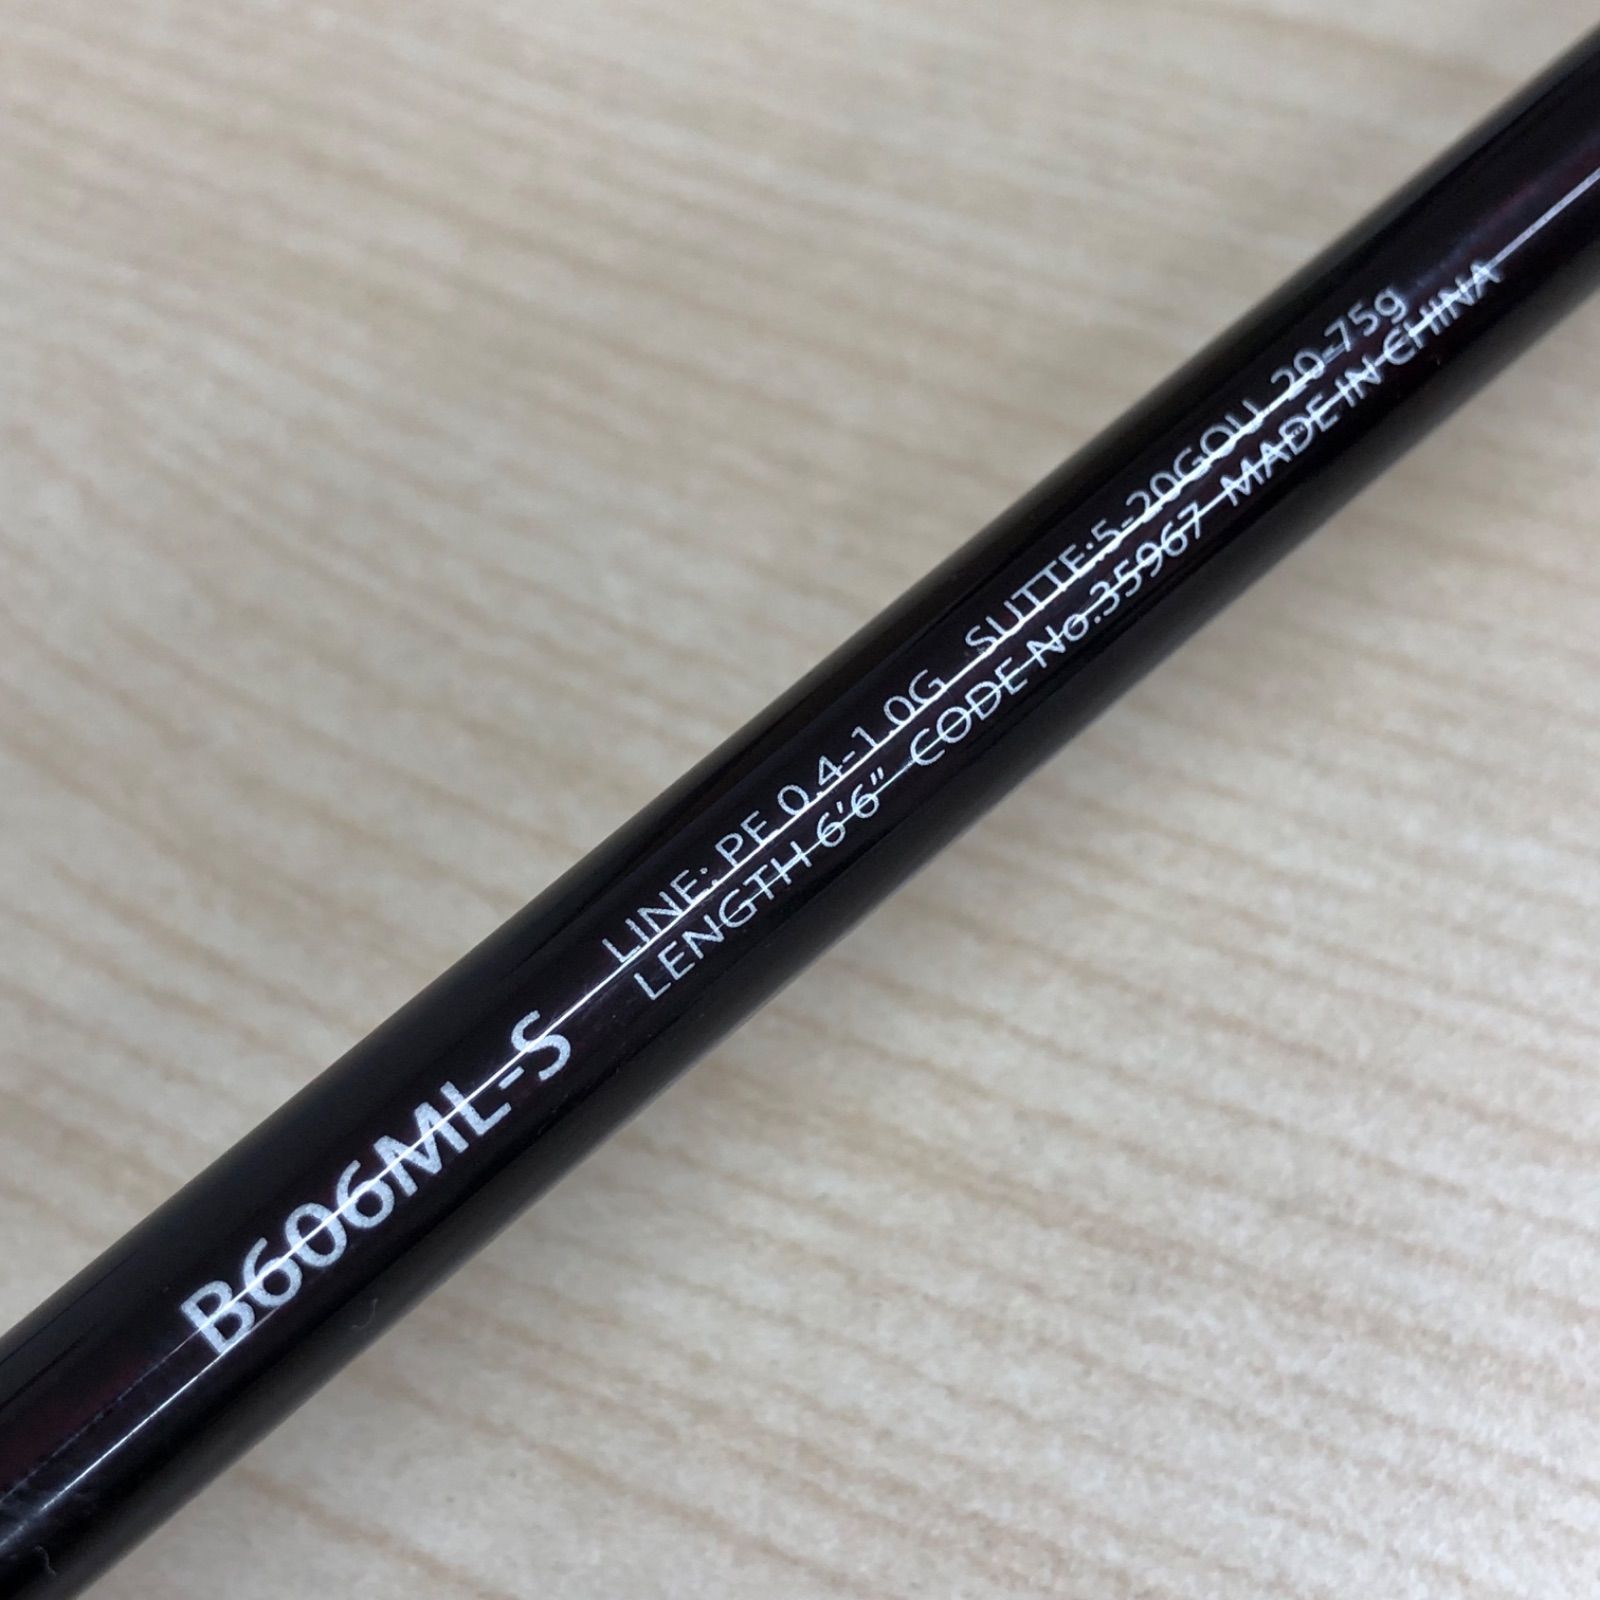 B606ML-S
LINE: PE 0.4-1.0G SUTTE:5-20GOU 20-75g
LENGTH 6'6" CODE No.35967 MADE IN CHINA